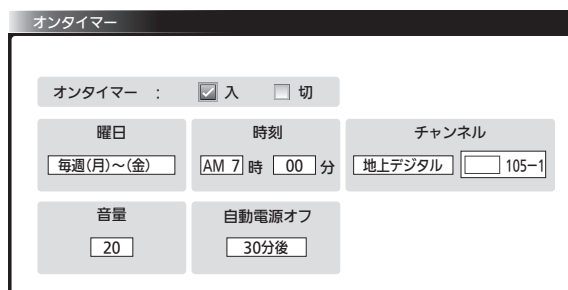 オンタイマー
オンタイマー : 入 切
曜日 時刻 チャンネル
毎週(月)~(金) AM 7 時 00 分 地上デジタル 105-1
音量 自動電源オフ
20 30分後